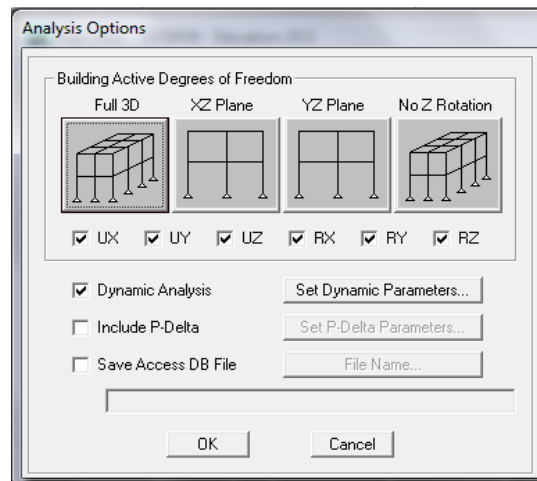 Analysis Options
Building Active Degrees of Freedom
Full 3D XZ Plane YZ Plane No Z Rotation
UX UY UZ RX RY RZ
Dynamic Analysis Set Dynamic Parameters...
Include P-Delta Set P-Delta Parameters...
Save Access DB File File Name...
OK Cancel